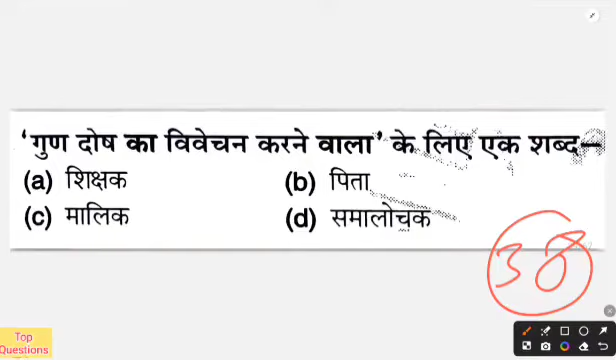 'गुण दोष का विवेचन करने वाला' के लिए एक शब्द–
(a) शिक्षक (b) पिता
(c) मालिक (d) समालोचक
38
Top
Questions